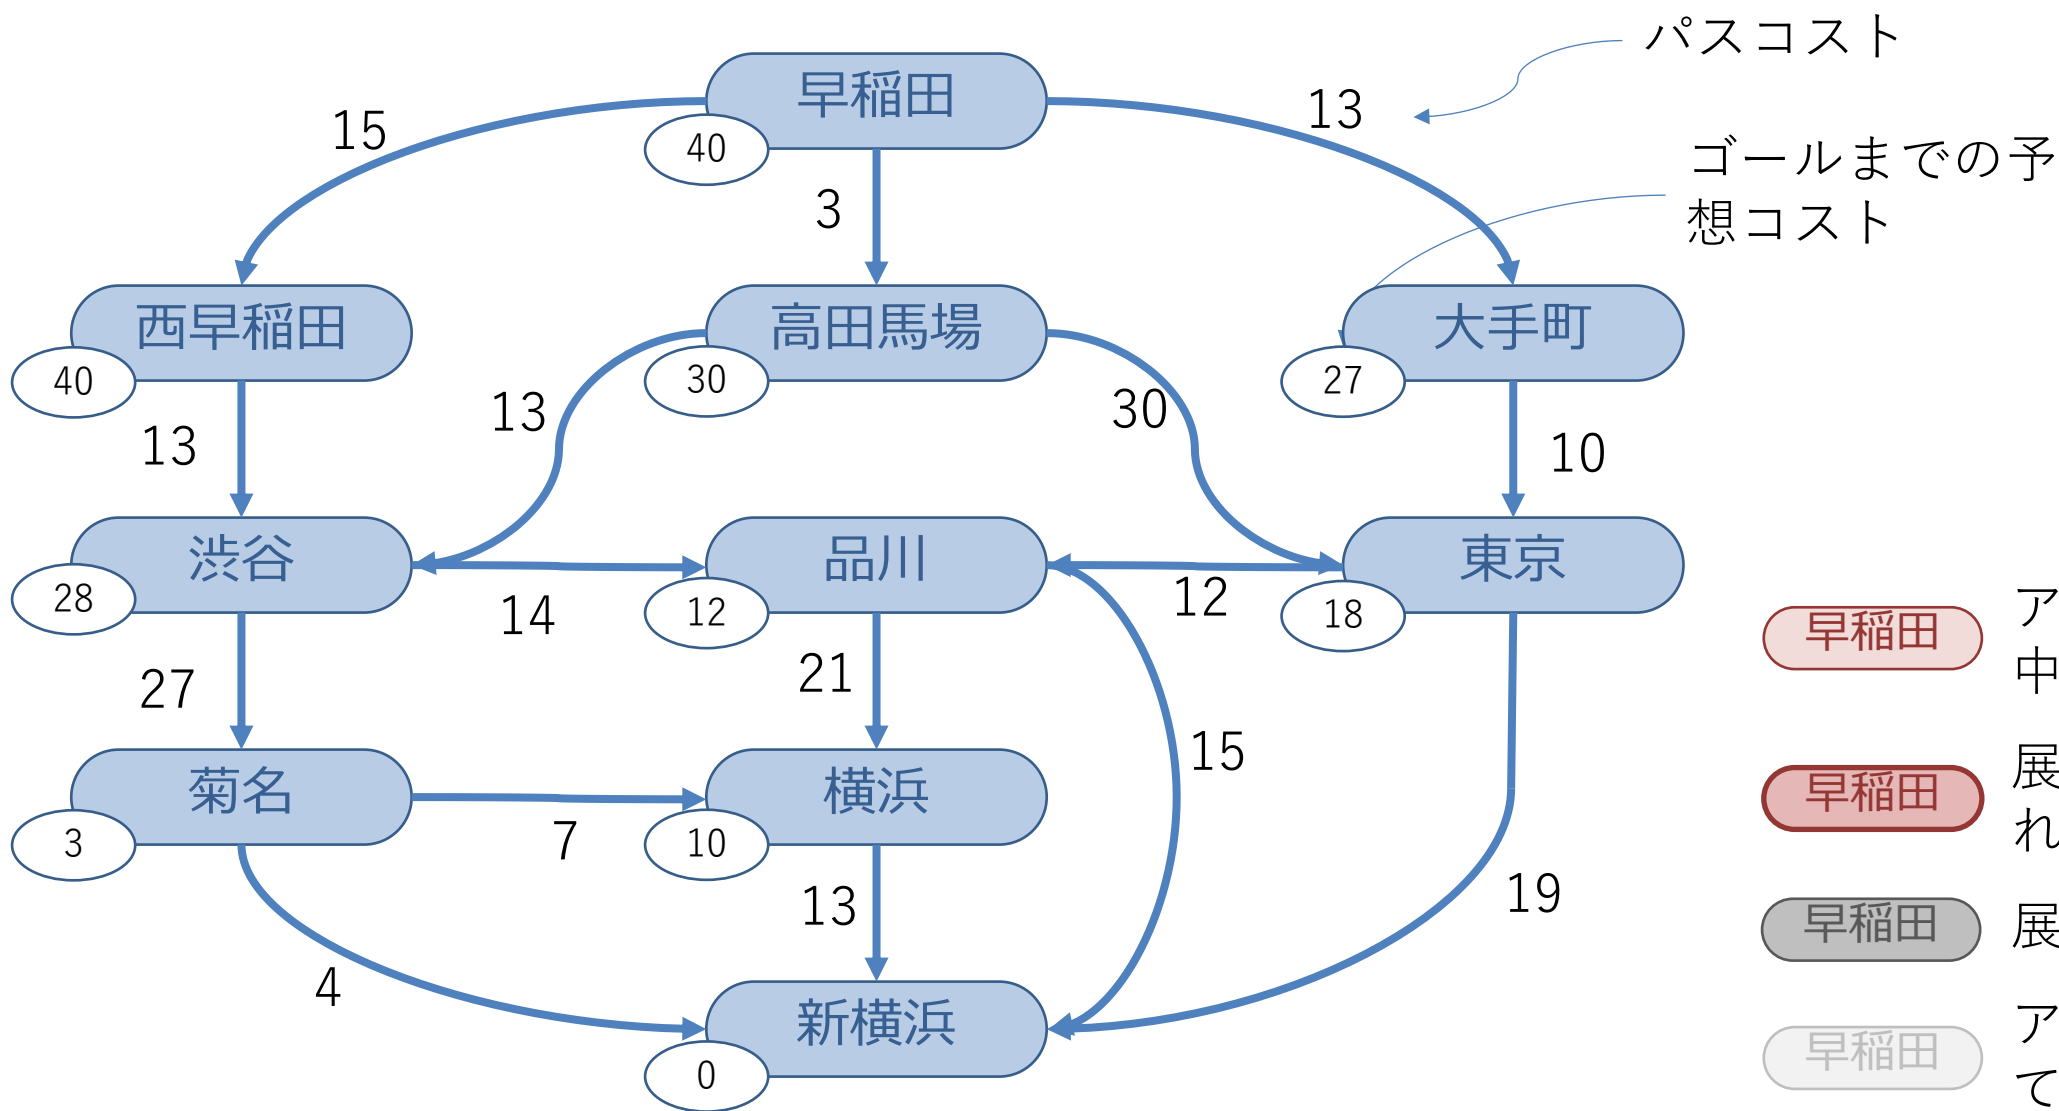 パスコスト
早稲田
13
15
40
ゴールまでの予
想コスト
3
西早稲田
高田馬場
大手町
40
30
27
13
30
13
10
渋谷
品川
東京
28
12
18
14
12
早稲田
ア
中
27
21
15
菊名
横浜
早稲田
展
れ
3
10
7
13
19
早稲田
展
4
新横浜
0
早稲田
ア
て